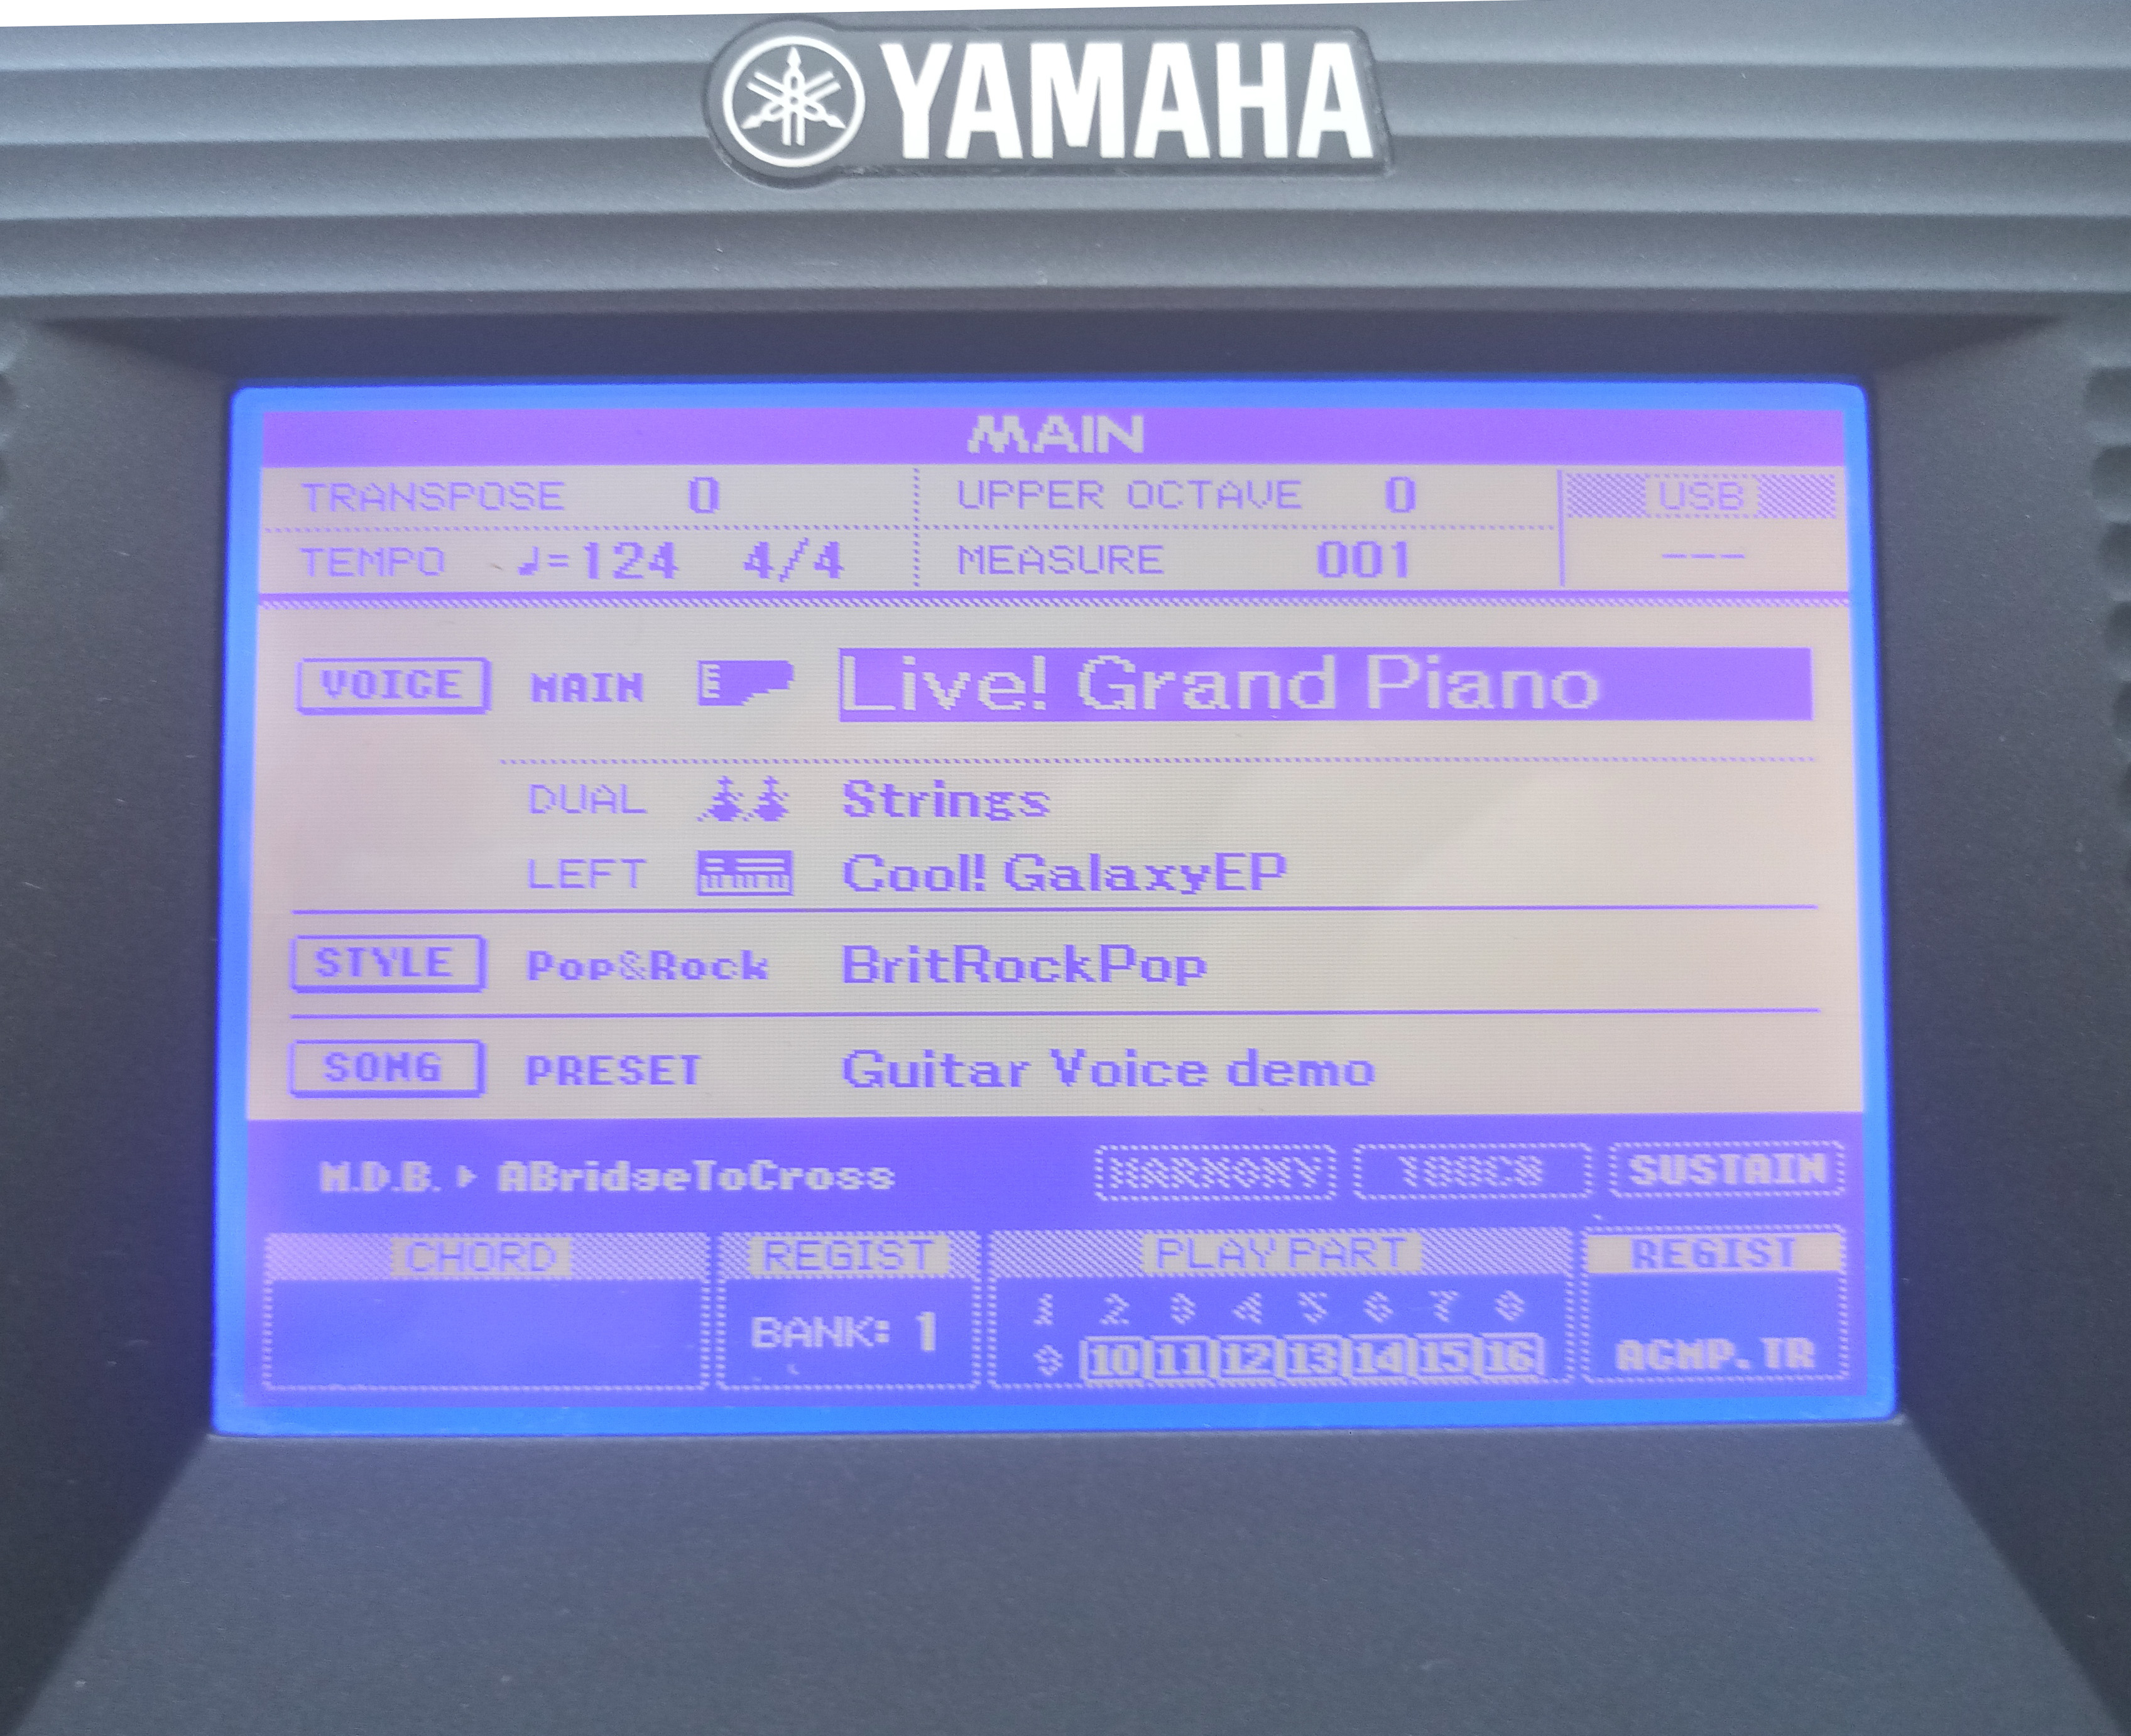 YAMAHA
MAIN
TRANSPOSE 0 UPPER OCTAVE 0 USB
TEMPO ♩=124 4/4 MEASURE 001 ---
VOICE MAIN Live! Grand Piano
DUAL Strings
LEFT Cool! GalaxyEP
STYLE Pop&Rock BritRockPop
SONG PRESET Guitar Voice demo
M.D.B. ▸ ABridgeToCross HARMONY TOUCH SUSTAIN
CHORD REGIST PLAY PART REGIST
1 2 3 4 5 6 7 8
BANK: 1
9 10 11 12 13 14 15 16 ACMP. TR